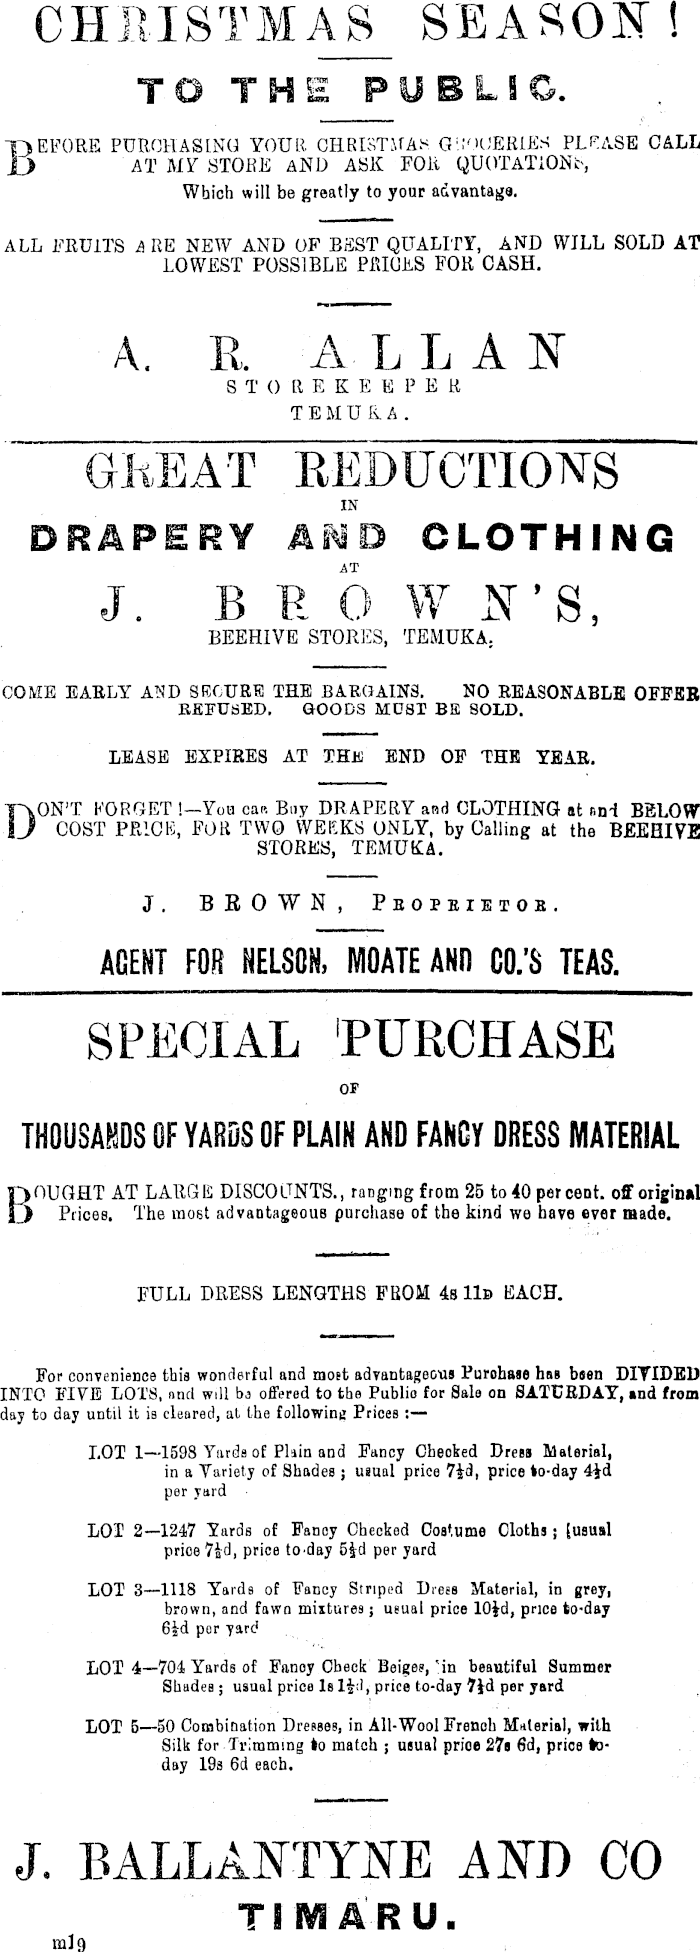 CHRISTMAS SEASON!
TO THE PUBLIC.
BEFORE PURCHASING YOUR CHRISTMAS GROCERIES PLEASE CALL
AT MY STORE AND ASK FOR QUOTATIONS,
Which will be greatly to your advantage.
ALL FRUITS ARE NEW AND OF BEST QUALITY, AND WILL SOLD AT
LOWEST POSSIBLE PRICES FOR CASH.
A. R. ALLAN
STOREKEEPER
TEMUKA.
GREAT REDUCTIONS
IN
DRAPERY AND CLOTHING
AT
J. BROWN'S,
BEEHIVE STORES, TEMUKA.
COME EARLY AND SECURE THE BARGAINS. NO REASONABLE OFFER
REFUSED. GOODS MUST BE SOLD.
LEASE EXPIRES AT THE END OF THE YEAR.
DON'T FORGET!—You can Buy DRAPERY and CLOTHING at and BELOW
COST PRICE, FOR TWO WEEKS ONLY, by Calling at the BEEHIVE
STORES, TEMUKA.
J. BROWN, PROPRIETOR.
AGENT FOR NELSON, MOATE AND CO.'S TEAS.
SPECIAL PURCHASE
OF
THOUSANDS OF YARDS OF PLAIN AND FANCY DRESS MATERIAL
BOUGHT AT LARGE DISCOUNTS., ranging from 25 to 40 per cent. off original
Prices. The most advantageous purchase of the kind we have ever made.
FULL DRESS LENGTHS FROM 4s 11D EACH.
For convenience this wonderful and most advantageous Purchase has been DIVIDED
INTO FIVE LOTS, and will be offered to the Public for Sale on SATURDAY, and from
day to day until it is cleared, at the following Prices :—
LOT 1—1598 Yards of Plain and Fancy Checked Dress Material,
in a Variety of Shades ; usual price 7½d, price to-day 4½d
per yard
LOT 2—1247 Yards of Fancy Checked Costume Cloths ; [usual
price 7½d, price to-day 5½d per yard
LOT 3—1118 Yards of Fancy Striped Dress Material, in grey,
brown, and fawn mixtures ; usual price 10½d, price to-day
6½d per yard
LOT 4—704 Yards of Fancy Check Beiges, in beautiful Summer
Shades ; usual price 1s 1½d, price to-day 7½d per yard
LOT 5—50 Combination Dresses, in All-Wool French Material, with
Silk for Trimming to match ; usual price 27s 6d, price to-
day 19s 6d each.
J. BALLANTYNE AND CO
TIMARU.
m19